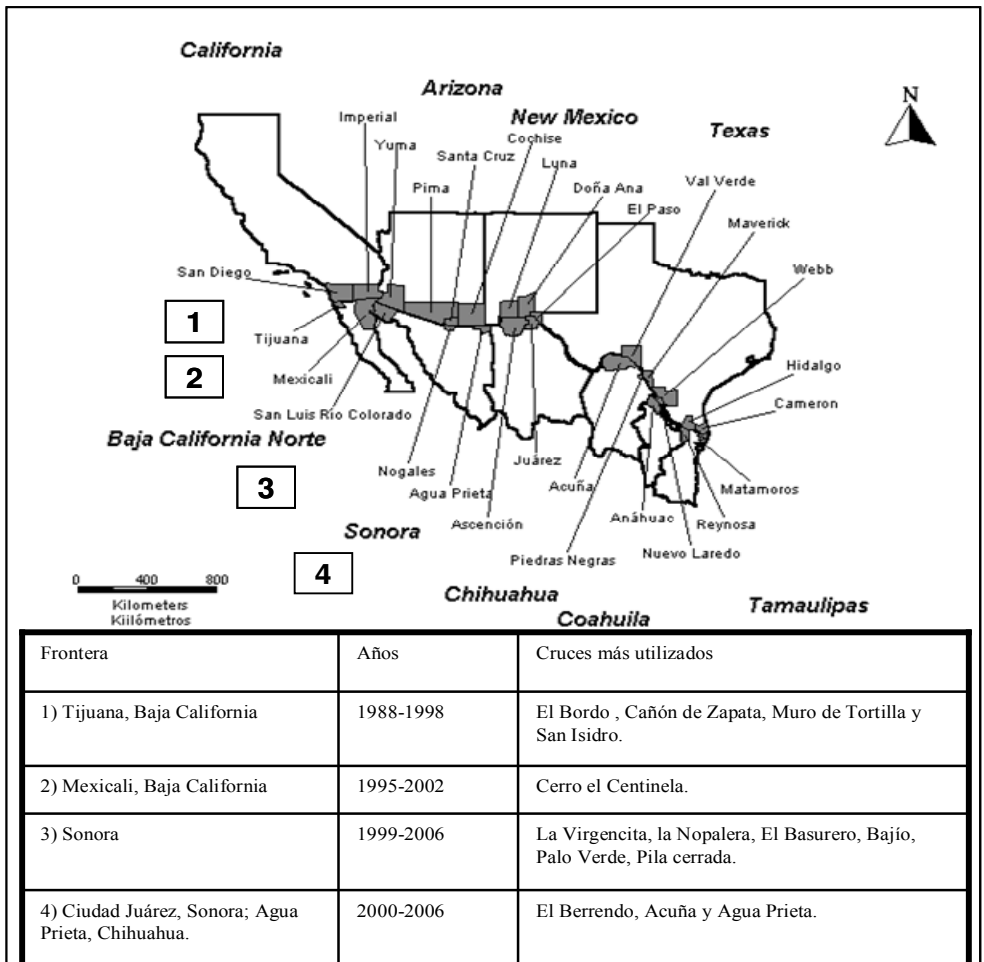 California
Arizona
New Mexico
Texas
N
Imperial
Yuma
Santa Cruz
Cochise
Luna
Pima
Doña Ana
El Paso
Val Verde
Maverick
Webb
San Diego
1
Tijuana
2
Mexicali
San Luis Río Colorado
Hidalgo
Cameron
Baja California Norte
Nogales
Agua Prieta
Ascención
Juárez
Acuña
Anáhuac
Matamoros
Reynosa
Nuevo Laredo
Piedras Negras
3
Sonora
4
0 400 800
Kilometers
Kiilómetros
Chihuahua
Coahuila
Tamaulipas
Frontera Años Cruces más utilizados
1) Tijuana, Baja California 1988-1998 El Bordo , Cañón de Zapata, Muro de Tortilla y
San Isidro.
2) Mexicali, Baja California 1995-2002 Cerro el Centinela.
3) Sonora 1999-2006 La Virgencita, la Nopalera, El Basurero, Bajío,
Palo Verde, Pila cerrada.
4) Ciudad Juárez, Sonora; Agua 2000-2006 El Berrendo, Acuña y Agua Prieta.
Prieta, Chihuahua.